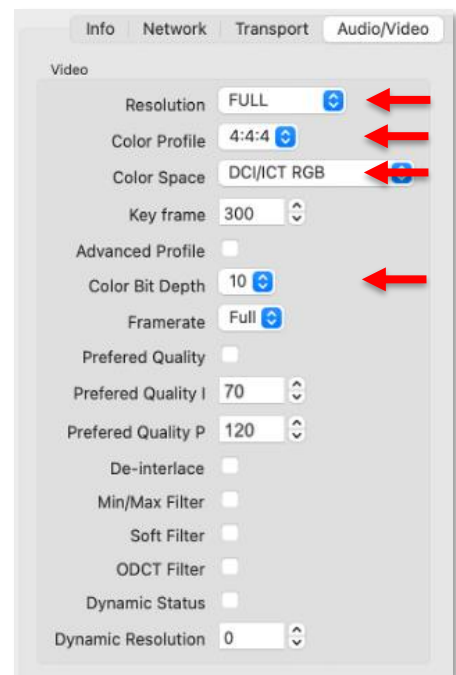 Info Network Transport Audio/Video
Video
Resolution FULL
Color Profile 4:4:4
Color Space DCI/ICT RGB
Key frame 300
Advanced Profile
Color Bit Depth 10
Framerate Full
Prefered Quality
Prefered Quality I 70
Prefered Quality P 120
De-interlace
Min/Max Filter
Soft Filter
ODCT Filter
Dynamic Status
Dynamic Resolution 0